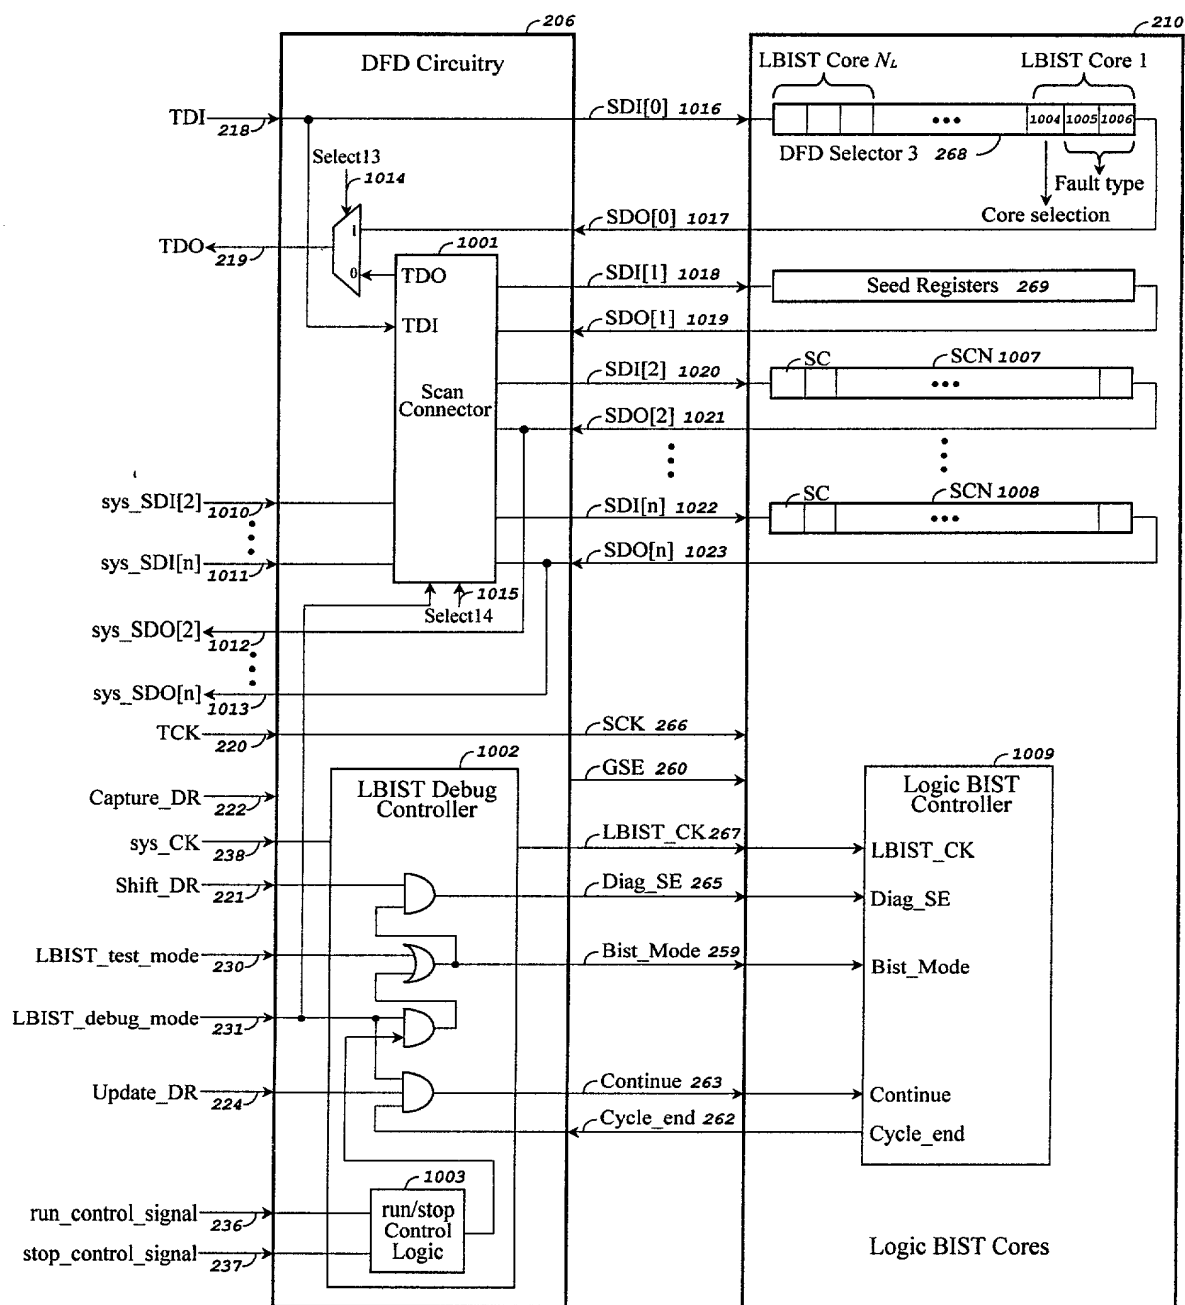 206
210
DFD Circuitry
LBIST Core N_L
LBIST Core 1
TDI
218
SDI[0] 1016
1004
1005
1006
DFD Selector 3 268
Select13
1014
Fault type
Core selection
1
SDO[0] 1017
TDO
219
1001
0
TDO
SDI[1] 1018
Seed Registers 269
TDI
SDO[1] 1019
SC
SCN 1007
SDI[2] 1020
Scan
Connector
SDO[2] 1021
sys_SDI[2]
1010
SDI[n] 1022
SC
SCN 1008
sys_SDI[n]
1011
SDO[n] 1023
1015
Select14
sys_SDO[2]
1012
sys_SDO[n]
1013
TCK
220
SCK 266
1002
1009
GSE 260
LBIST Debug
Controller
Logic BIST
Controller
Capture_DR
222
sys_CK
238
LBIST_CK 267
LBIST_CK
Shift_DR
221
Diag_SE 265
Diag_SE
LBIST_test_mode
230
Bist_Mode 259
Bist_Mode
LBIST_debug_mode
231
Update_DR
224
Continue 263
Continue
Cycle_end 262
Cycle_end
1003
run_control_signal
236
run/stop
Control
Logic
stop_control_signal
237
Logic BIST Cores